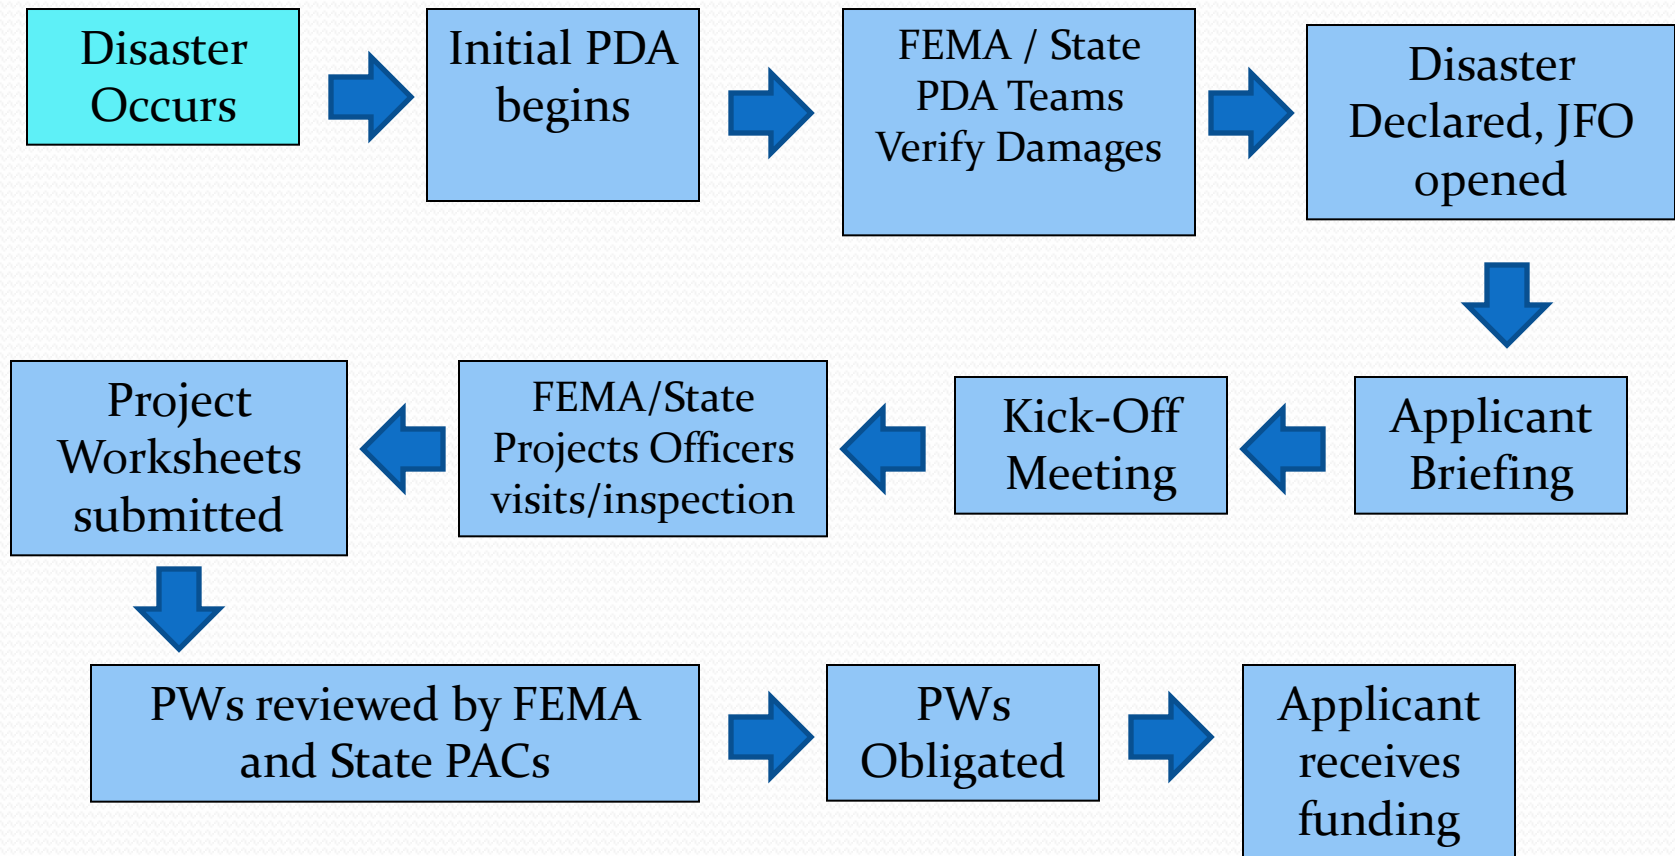 Disaster
Occurs
Initial PDA
begins
FEMA / State
PDA Teams
Verify Damages
Disaster
Declared, JFO
opened
Applicant
Briefing
Kick-Off
Meeting
FEMA/State
Projects Officers
visits/inspection
Project
Worksheets
submitted
PWs reviewed by FEMA
and State PACs
PWs
Obligated
Applicant
receives
funding